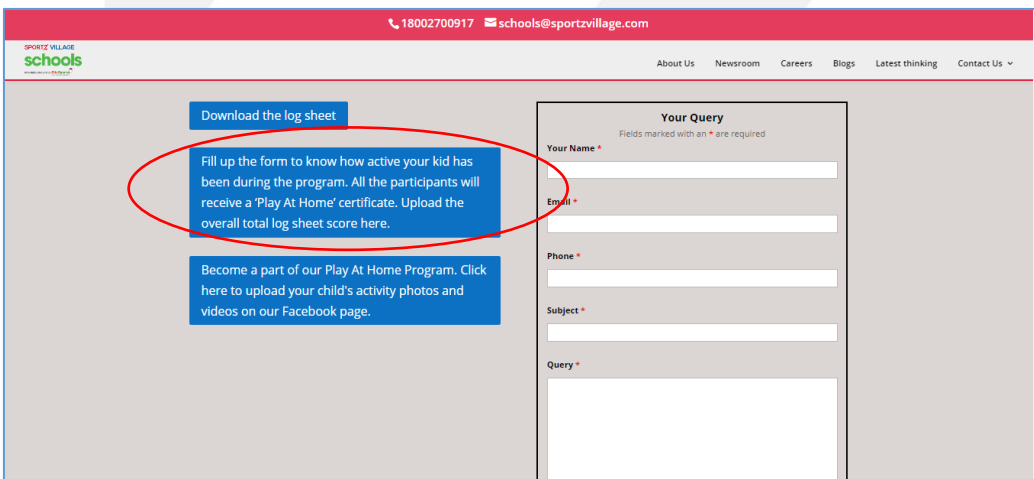 18002700917 schools@sportzvillage.com
SPORTZ VILLAGE
schools
About Us Newsroom Careers Blogs Latest thinking Contact Us
Download the log sheet
Fill up the form to know how active your kid has
been during the program. All the participants will
receive a ‘Play At Home’ certificate. Upload the
overall total log sheet score here.
Become a part of our Play At Home Program. Click
here to upload your child's activity photos and
videos on our Facebook page.
Your Query
Fields marked with an * are required
Your Name *
Email *
Phone *
Subject *
Query *